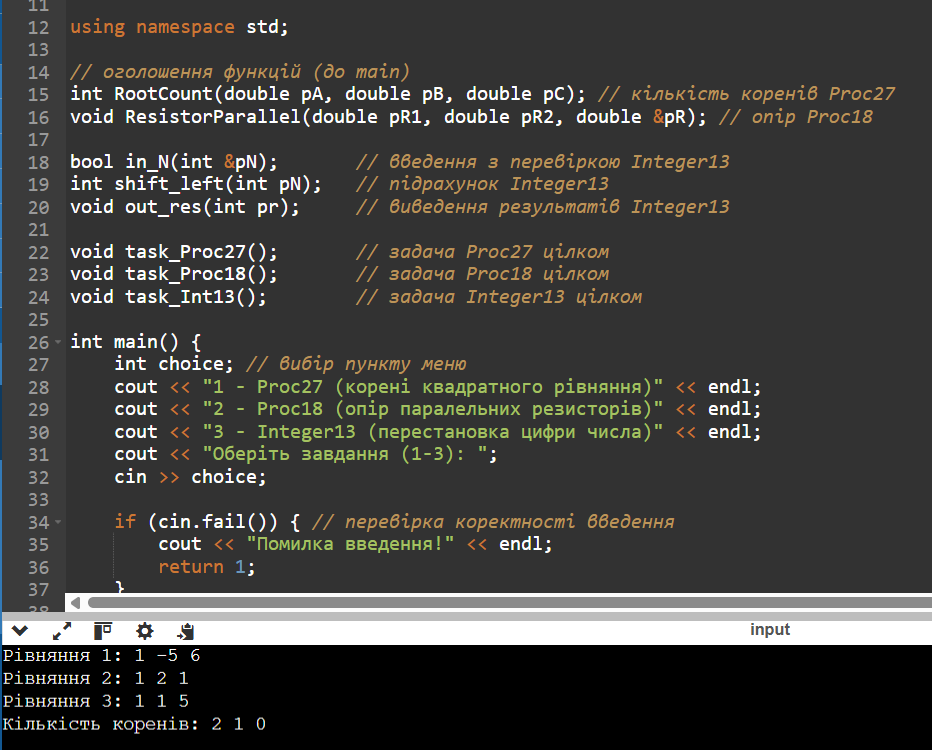 11
12 using namespace std;
13
14 // оголошення функцій (до main)
15 int RootCount(double pA, double pB, double pC); // кількість коренів Proc27
16 void ResistorParallel(double pR1, double pR2, double &pR); // опір Proc18
17
18 bool in_N(int &pN); // введення з перевіркою Integer13
19 int shift_left(int pN); // підрахунок Integer13
20 void out_res(int pr); // виведення результатів Integer13
21
22 void task_Proc27(); // задача Proc27 цілком
23 void task_Proc18(); // задача Proc18 цілком
24 void task_Int13(); // задача Integer13 цілком
25
26 int main() {
27 int choice; // вибір пункту меню
28 cout << "1 - Proc27 (корені квадратного рівняння)" << endl;
29 cout << "2 - Proc18 (опір паралельних резисторів)" << endl;
30 cout << "3 - Integer13 (перестановка цифри числа)" << endl;
31 cout << "Оберіть завдання (1-3): ";
32 cin >> choice;
33
34 if (cin.fail()) { // перевірка коректності введення
35 cout << "Помилка введення!" << endl;
36 return 1;
37 }
38
input
Рівняння 1: 1 -5 6
Рівняння 2: 1 2 1
Рівняння 3: 1 1 5
Кількість коренів: 2 1 0